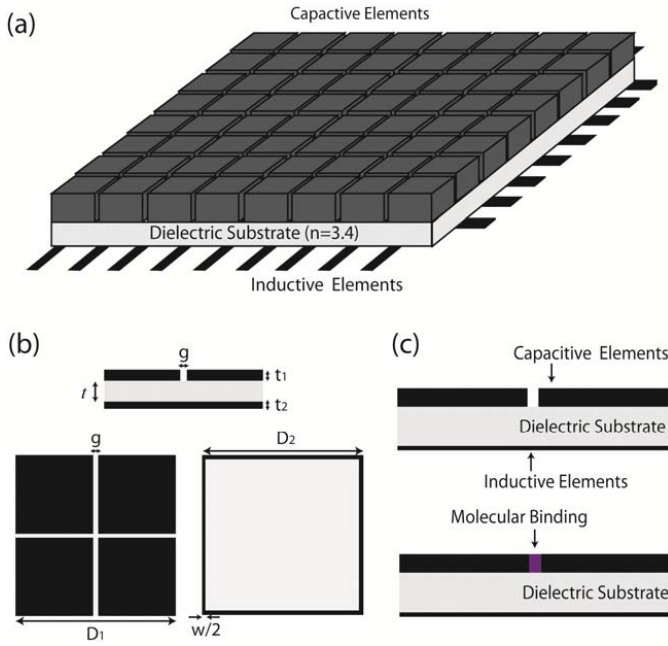 (a)
Capactive Elements
Dielectric Substrate (n=3.4)
Inductive Elements
(b)
g
t
t1
t2
g
D2
D1
w/2
(c)
Capacitive Elements
Dielectric Substrate
Inductive Elements
Molecular Binding
Dielectric Substrate